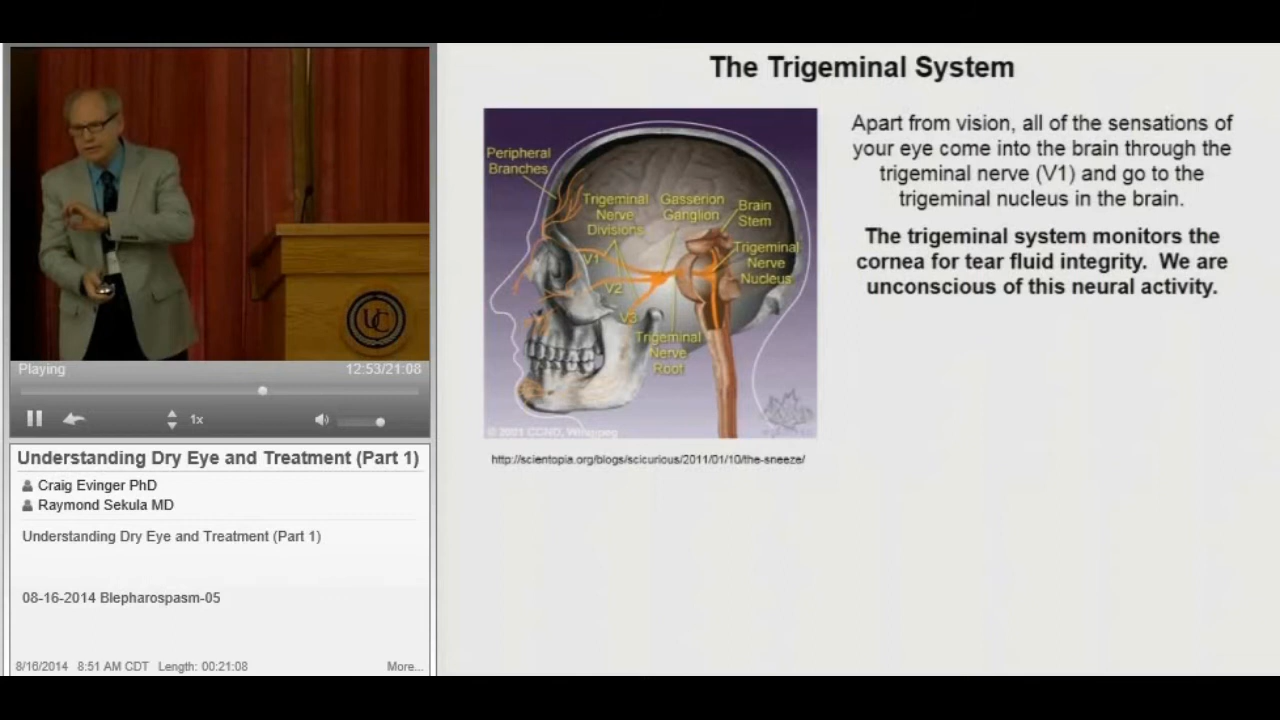 The Trigeminal System
Peripheral
Branches
Trigeminal
Nerve
Divisions
Gasserion
Ganglion
Brain
Stem
Trigeminal
Nerve
Nucleus
V1
V2
V3
Trigeminal
Nerve
Root
© 2001 CCND, Winnipeg
http://scientopia.org/blogs/scicurious/2011/01/10/the-sneeze/
Apart from vision, all of the sensations of
your eye come into the brain through the
trigeminal nerve (V1) and go to the
trigeminal nucleus in the brain.
The trigeminal system monitors the
cornea for tear fluid integrity. We are
unconscious of this neural activity.
UC
Playing
12:53/21:08
1x
Understanding Dry Eye and Treatment (Part 1)
Craig Evinger PhD
Raymond Sekula MD
Understanding Dry Eye and Treatment (Part 1)
08-16-2014 Blepharospasm-05
8/16/2014 8:51 AM CDT Length: 00:21:08
More...